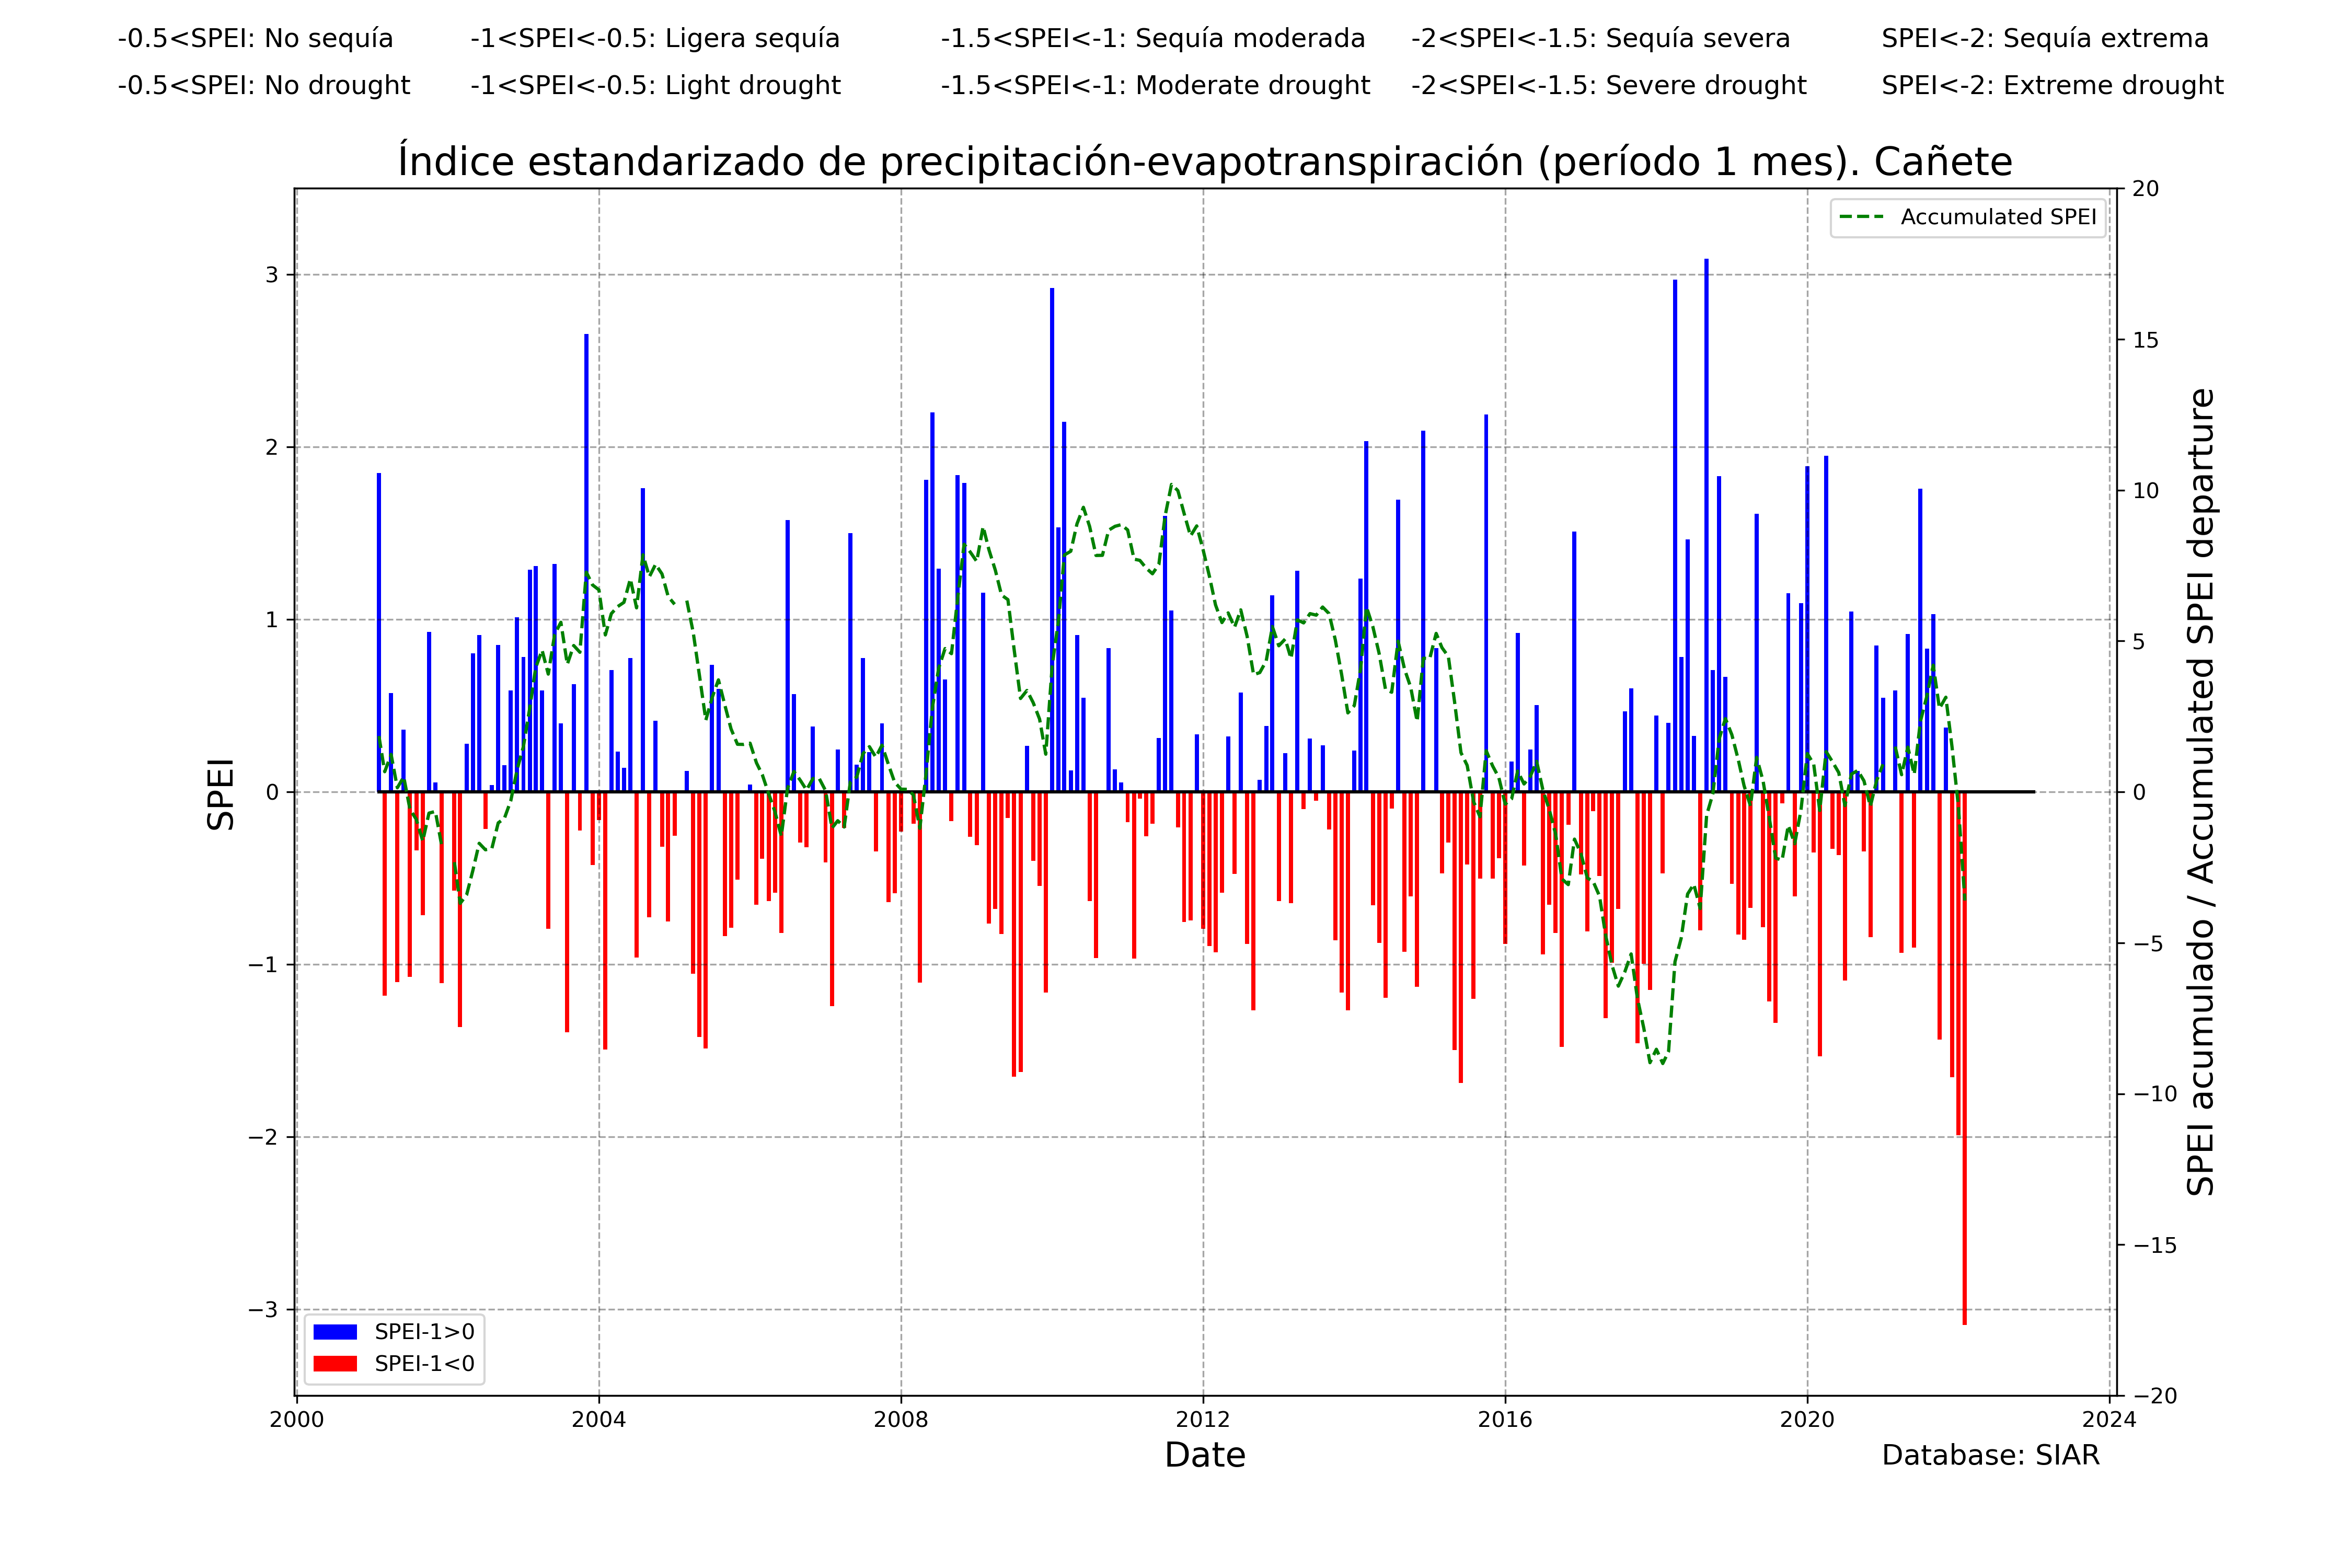 -0.5<SPEI: No sequía -1<SPEI<-0.5: Ligera sequía -1.5<SPEI<-1: Sequía moderada -2<SPEI<-1.5: Sequía severa SPEI<-2: Sequía extrema
-0.5<SPEI: No drought -1<SPEI<-0.5: Light drought -1.5<SPEI<-1: Moderate drought -2<SPEI<-1.5: Severe drought SPEI<-2: Extreme drought
Índice estandarizado de precipitación-evapotranspiración (período 1 mes). Cañete
Accumulated SPEI
SPEI
3
2
1
0
−1
−2
−3
20
15
10
5
0
−5
−10
−15
−20
SPEI acumulado / Accumulated SPEI departure
SPEI-1>0
SPEI-1<0
2000 2004 2008 2012 2016 2020 2024
Date
Database: SIAR